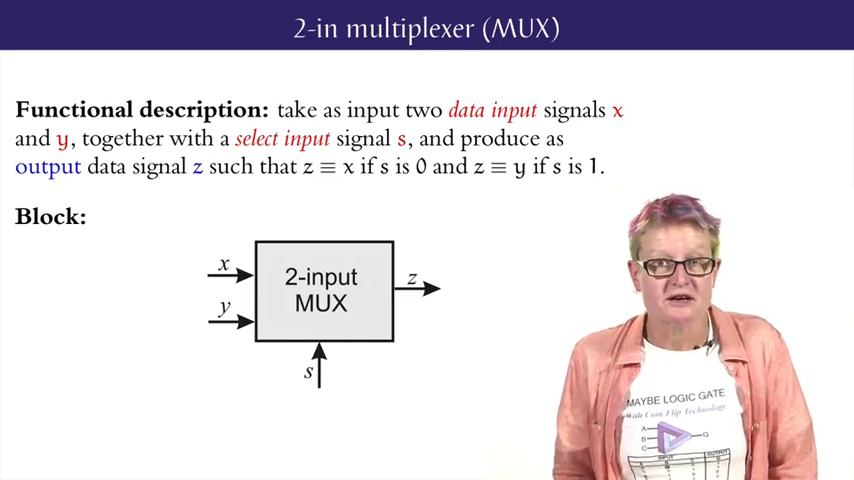 2-in multiplexer (MUX)
Functional description: take as input two data input signals x
and y, together with a select input signal s, and produce as
output data signal z such that z ≡ x if s is 0 and z ≡ y if s is 1.
Block:
x
y
2-input
MUX
z
s
MAYBE LOGIC GATE
With Coin Flip Technology
A
B
C
Q
INPUT
OUTPUT